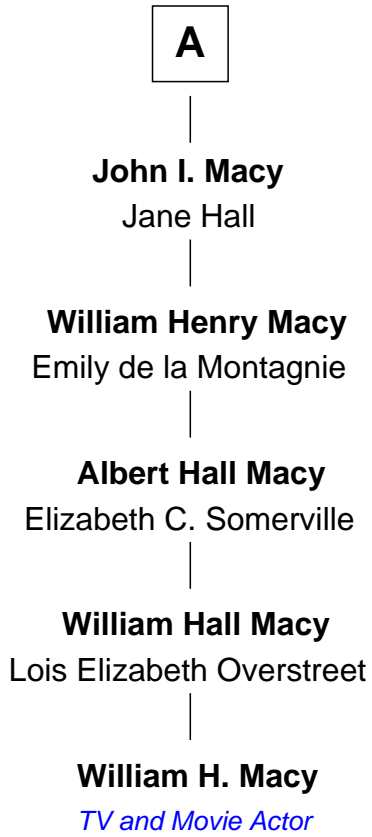 A
John I. Macy
Jane Hall
William Henry Macy
Emily de la Montagnie
Albert Hall Macy
Elizabeth C. Somerville
William Hall Macy
Lois Elizabeth Overstreet
William H. Macy
TV and Movie Actor